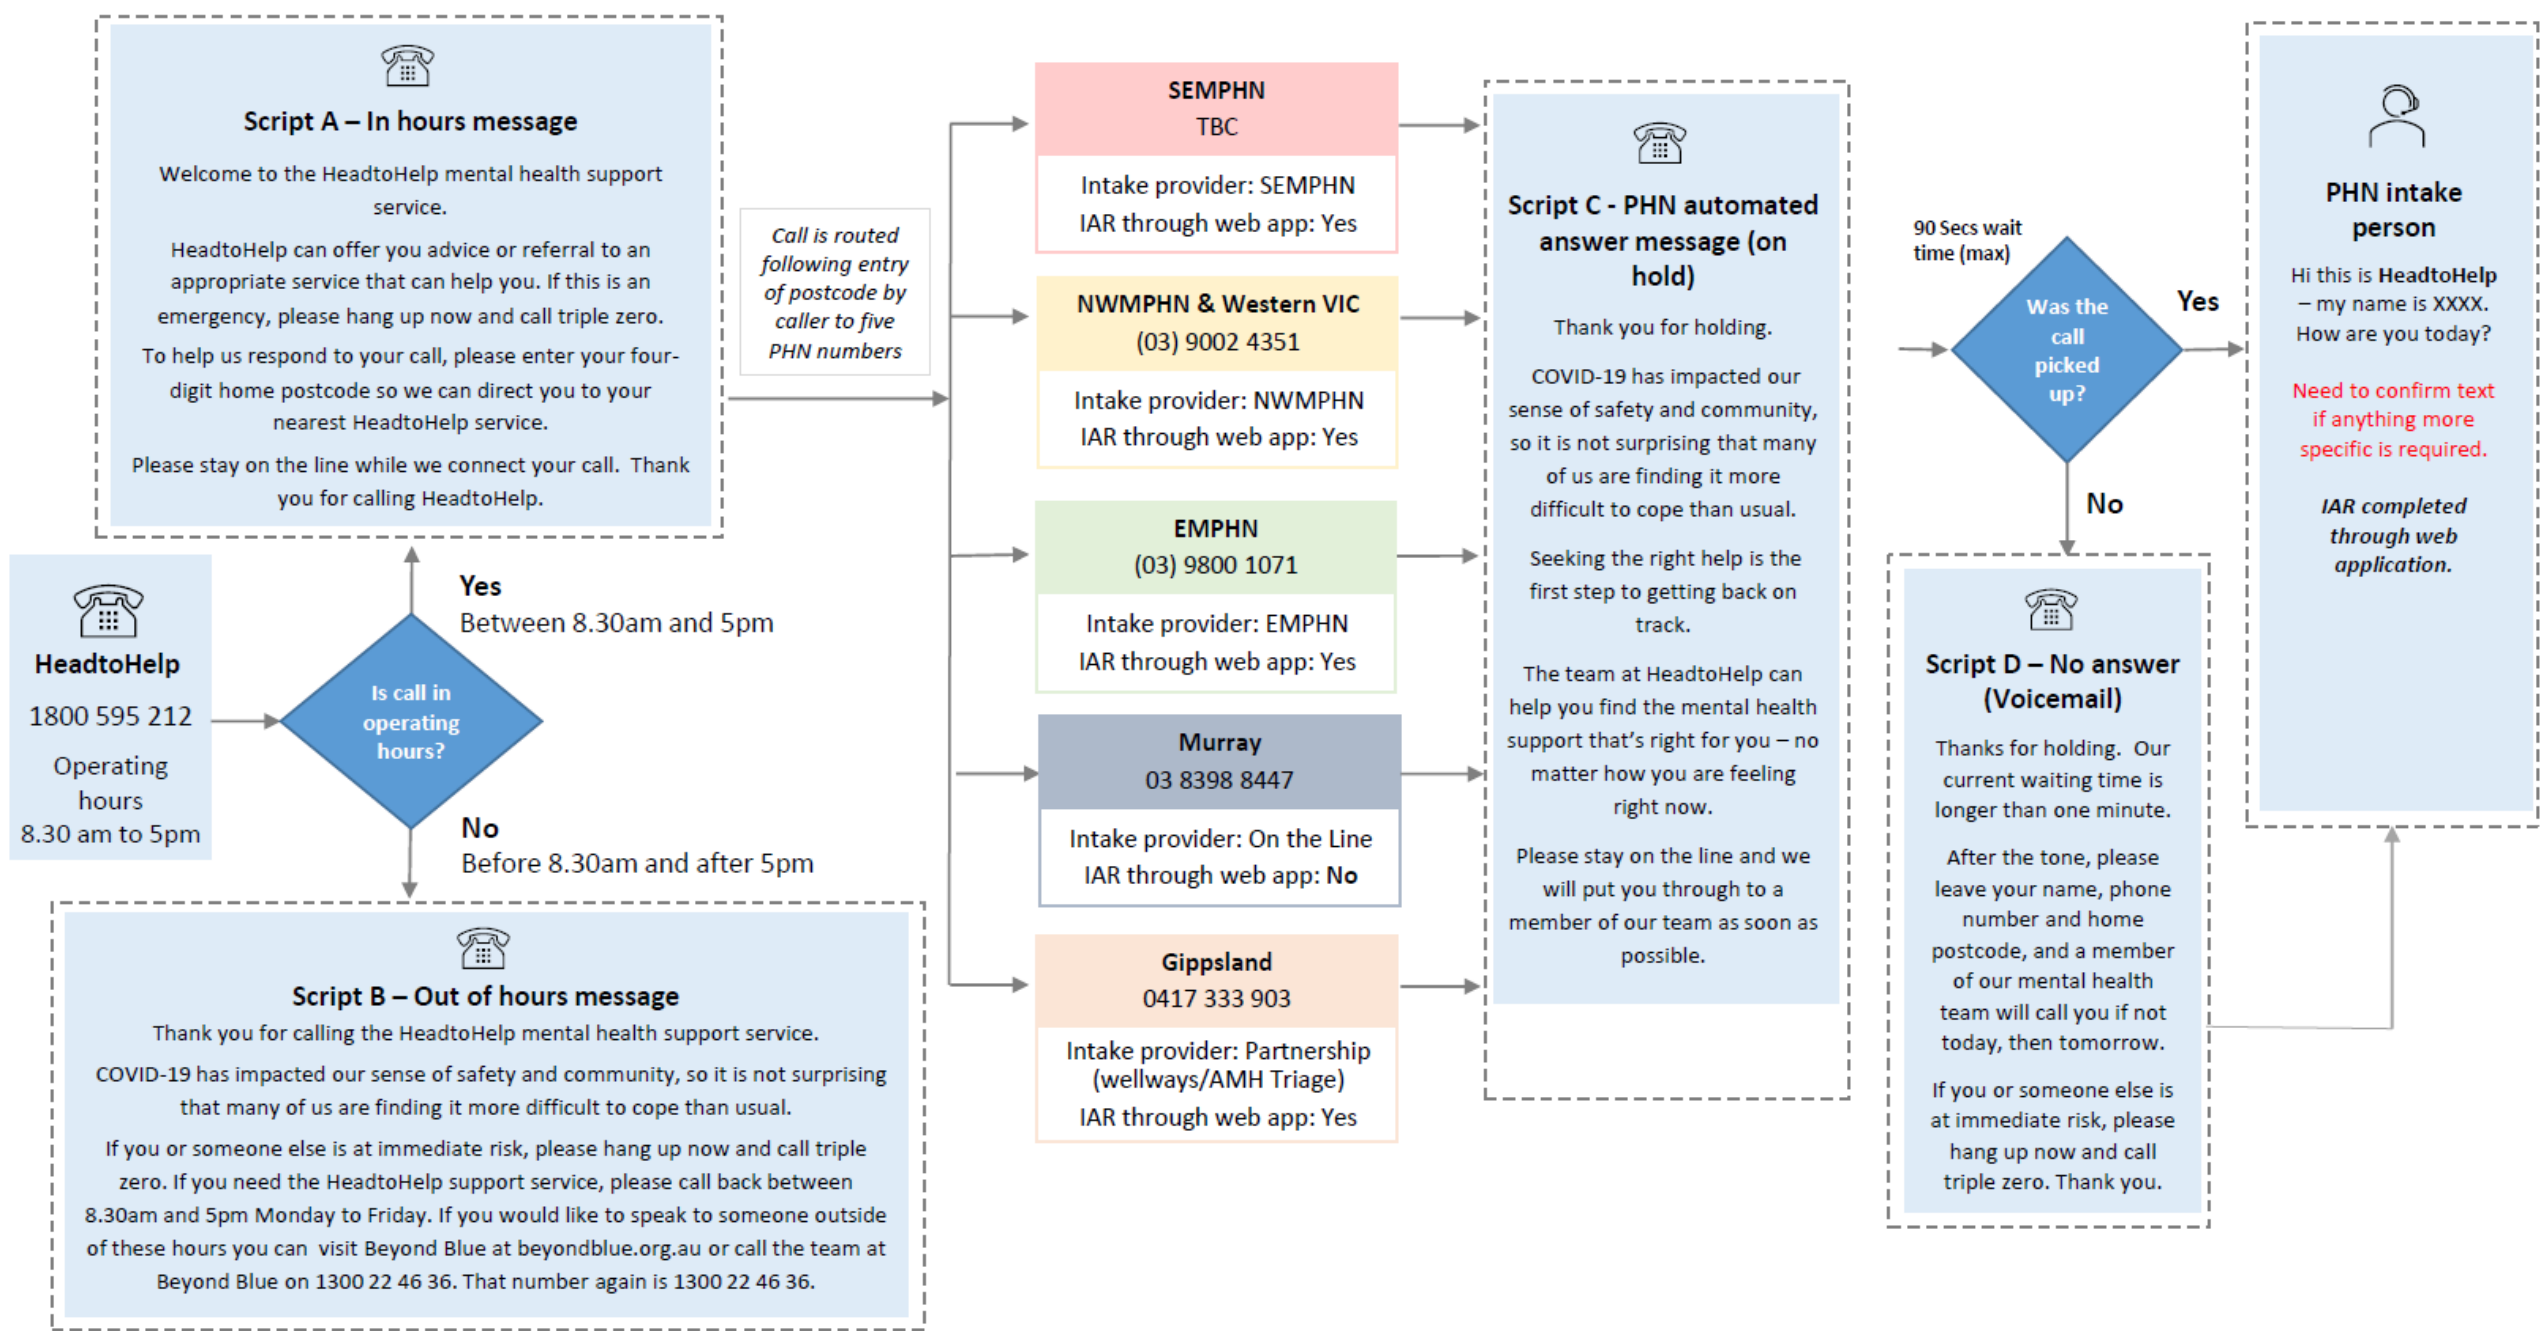 Script A – In hours message
Welcome to the HeadtoHelp mental health support
service.
HeadtoHelp can offer you advice or referral to an
appropriate service that can help you. If this is an
emergency, please hang up now and call triple zero.
To help us respond to your call, please enter your four-
digit home postcode so we can direct you to your
nearest HeadtoHelp service.
Please stay on the line while we connect your call.  Thank
you for calling HeadtoHelp.
HeadtoHelp
1800 595 212
Operating
hours
8.30 am to 5pm
Is call in
operating
hours?
Yes
Between 8.30am and 5pm
No
Before 8.30am and after 5pm
Script B – Out of hours message
Thank you for calling the HeadtoHelp mental health support service.
COVID-19 has impacted our sense of safety and community, so it is not surprising
that many of us are finding it more difficult to cope than usual.
If you or someone else is at immediate risk, please hang up now and call triple
zero. If you need the HeadtoHelp support service, please call back between
8.30am and 5pm Monday to Friday. If you would like to speak to someone outside
of these hours you can  visit Beyond Blue at beyondblue.org.au or call the team at
Beyond Blue on 1300 22 46 36. That number again is 1300 22 46 36.
Call is routed
following entry
of postcode by
caller to five
PHN numbers
SEMPHN
TBC
Intake provider: SEMPHN
IAR through web app: Yes
NWMPHN & Western VIC
(03) 9002 4351
Intake provider: NWMPHN
IAR through web app: Yes
EMPHN
(03) 9800 1071
Intake provider: EMPHN
IAR through web app: Yes
Murray
03 8398 8447
Intake provider: On the Line
IAR through web app: No
Gippsland
0417 333 903
Intake provider: Partnership
(wellways/AMH Triage)
IAR through web app: Yes
Script C - PHN automated
answer message (on
hold)
Thank you for holding.
COVID-19 has impacted our
sense of safety and community,
so it is not surprising that many
of us are finding it more
difficult to cope than usual.
Seeking the right help is the
first step to getting back on
track.
The team at HeadtoHelp can
help you find the mental health
support that’s right for you – no
matter how you are feeling
right now.
Please stay on the line and we
will put you through to a
member of our team as soon as
possible.
90 Secs wait
time (max)
Was the
call
picked
up?
Yes
No
Script D – No answer
(Voicemail)
Thanks for holding.  Our
current waiting time is
longer than one minute.
After the tone, please
leave your name, phone
number and home
postcode, and a member
of our mental health
team will call you if not
today, then tomorrow.
If you or someone else is
at immediate risk, please
hang up now and call
triple zero. Thank you.
PHN intake
person
Hi this is HeadtoHelp
– my name is XXXX.
How are you today?
Need to confirm text
if anything more
specific is required.
IAR completed
through web
application.